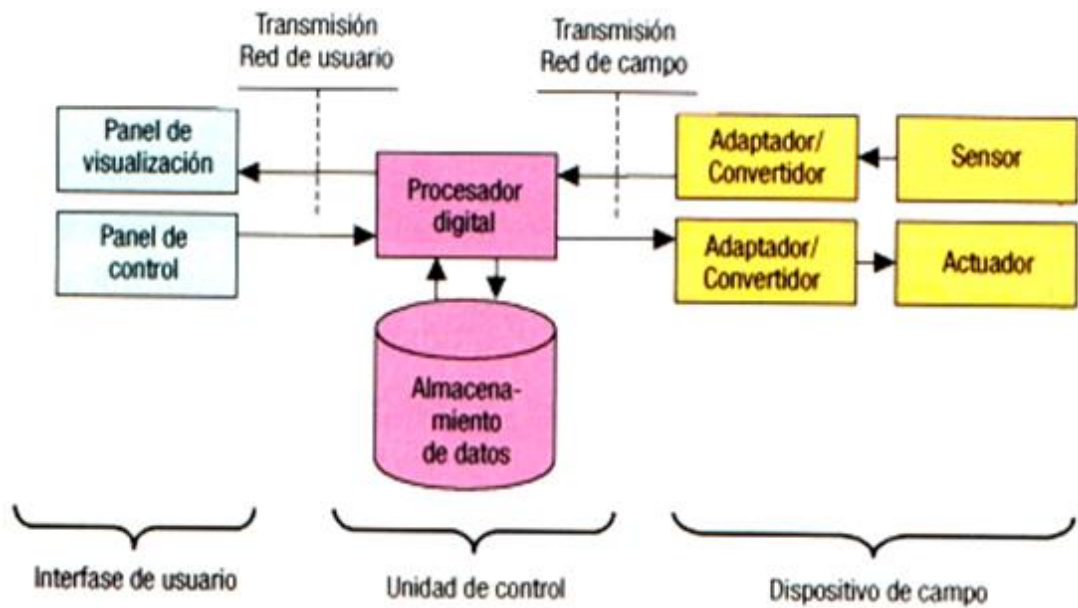 Transmisión
Red de usuario
Transmisión
Red de campo
Panel de
visualización
Panel de
control
Procesador
digital
Almacena-
miento
de datos
Adaptador/
Convertidor
Sensor
Adaptador/
Convertidor
Actuador
Interfase de usuario
Unidad de control
Dispositivo de campo